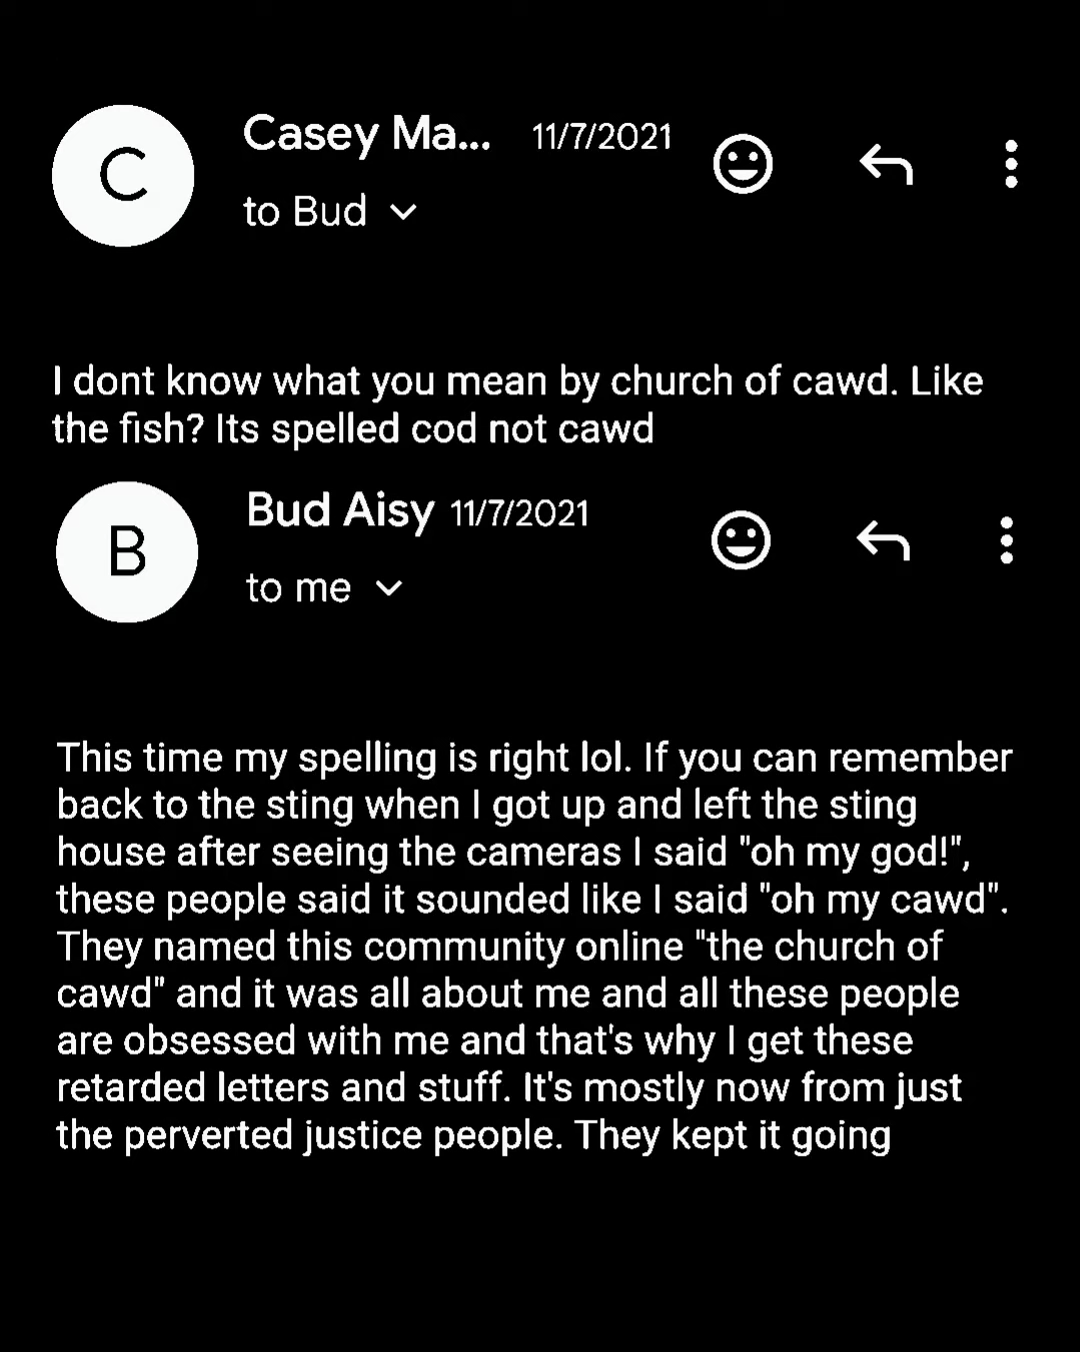 C
Casey Ma... 11/7/2021
to Bud
I dont know what you mean by church of cawd. Like
the fish? Its spelled cod not cawd
B
Bud Aisy 11/7/2021
to me
This time my spelling is right lol. If you can remember
back to the sting when I got up and left the sting
house after seeing the cameras I said "oh my god!",
these people said it sounded like I said "oh my cawd".
They named this community online "the church of
cawd" and it was all about me and all these people
are obsessed with me and that's why I get these
retarded letters and stuff. It's mostly now from just
the perverted justice people. They kept it going